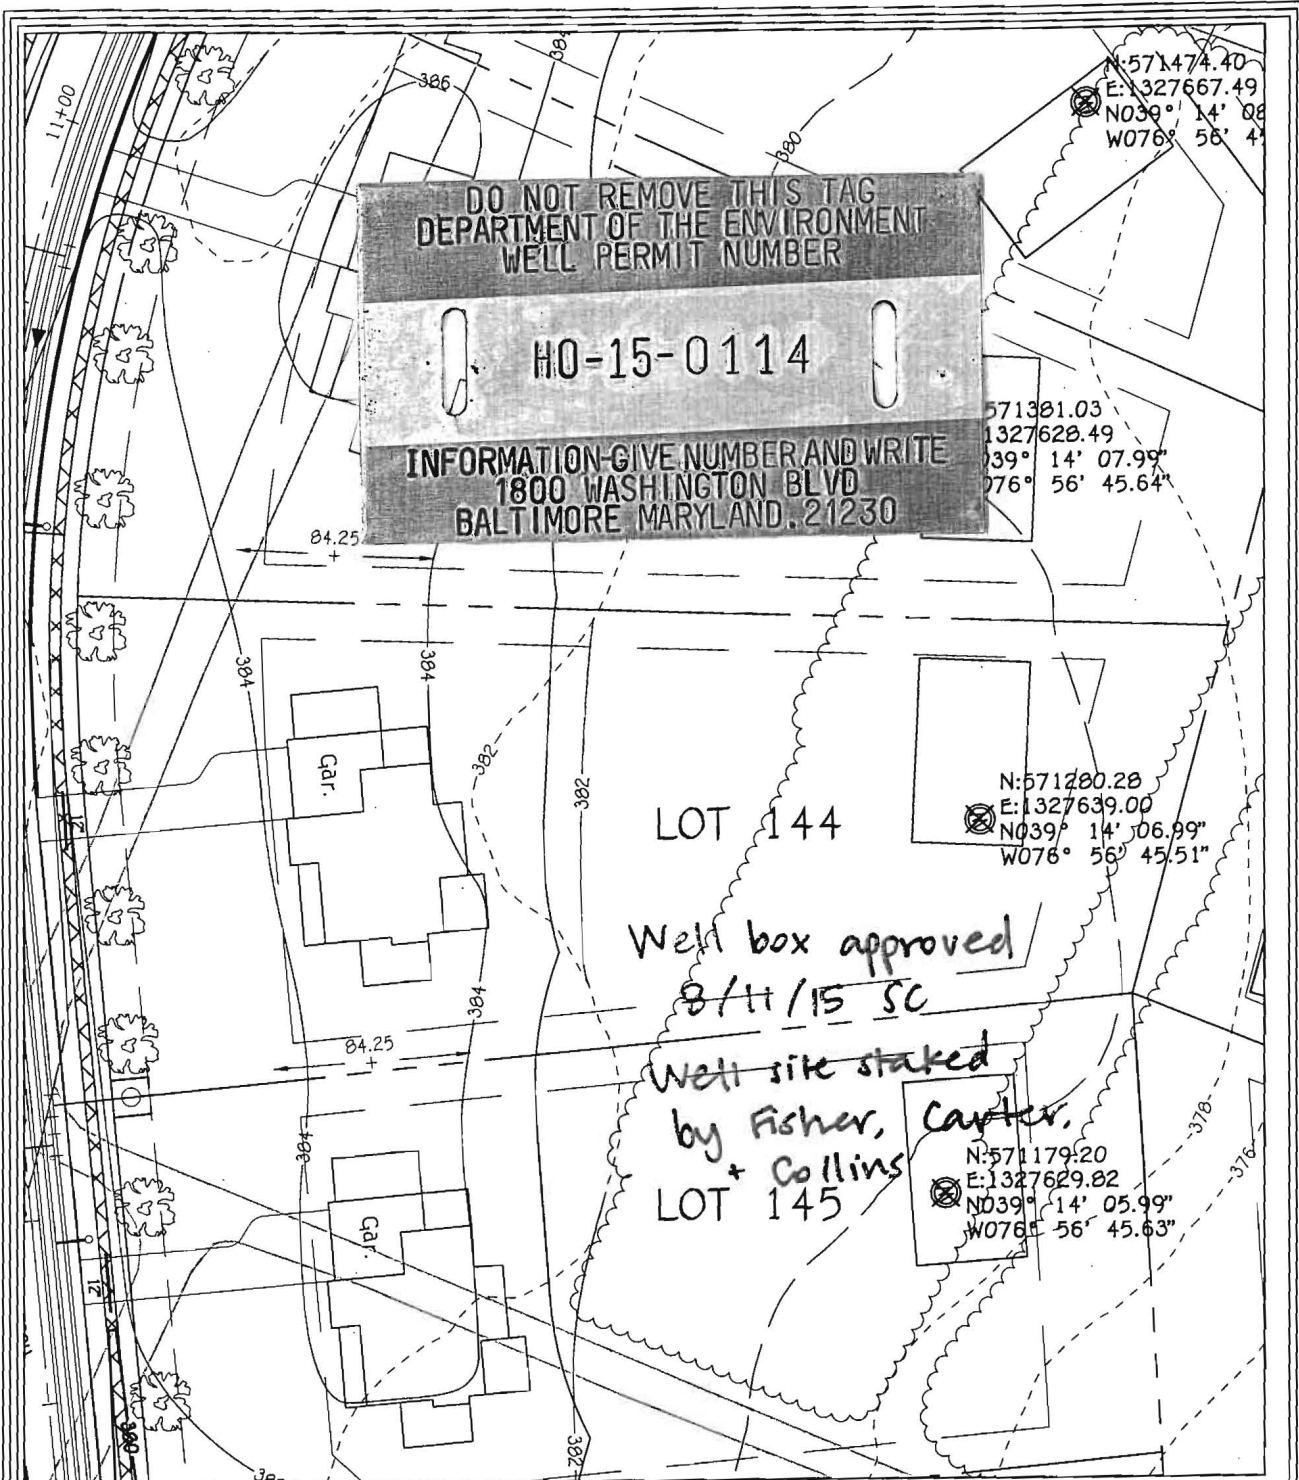 11+00
386
384
380
N:571474.40
E:1327667.49
N039° 14' 08
W076° 56' 4
DO NOT REMOVE THIS TAG
DEPARTMENT OF THE ENVIRONMENT
WELL PERMIT NUMBER
HO-15-0114
INFORMATION-GIVE NUMBER AND WRITE
1800 WASHINGTON BLVD
BALTIMORE MARYLAND. 21230
571381.03
1327628.49
039° 14' 07.99"
076° 56' 45.64"
84.25
384
384
382
382
Gar.
12"
LOT 144
N:571280.28
E:1327639.00
N039° 14' 06.99"
W076° 56' 45.51"
Well box approved
8/11/15 SC
384
84.25
Well site staked
by Fisher, Carter,
+ Collins
384
378
376
LOT 145
N:571179.20
E:1327629.82
N039° 14' 05.99"
W076° 56' 45.63"
Gar.
12"
380
382